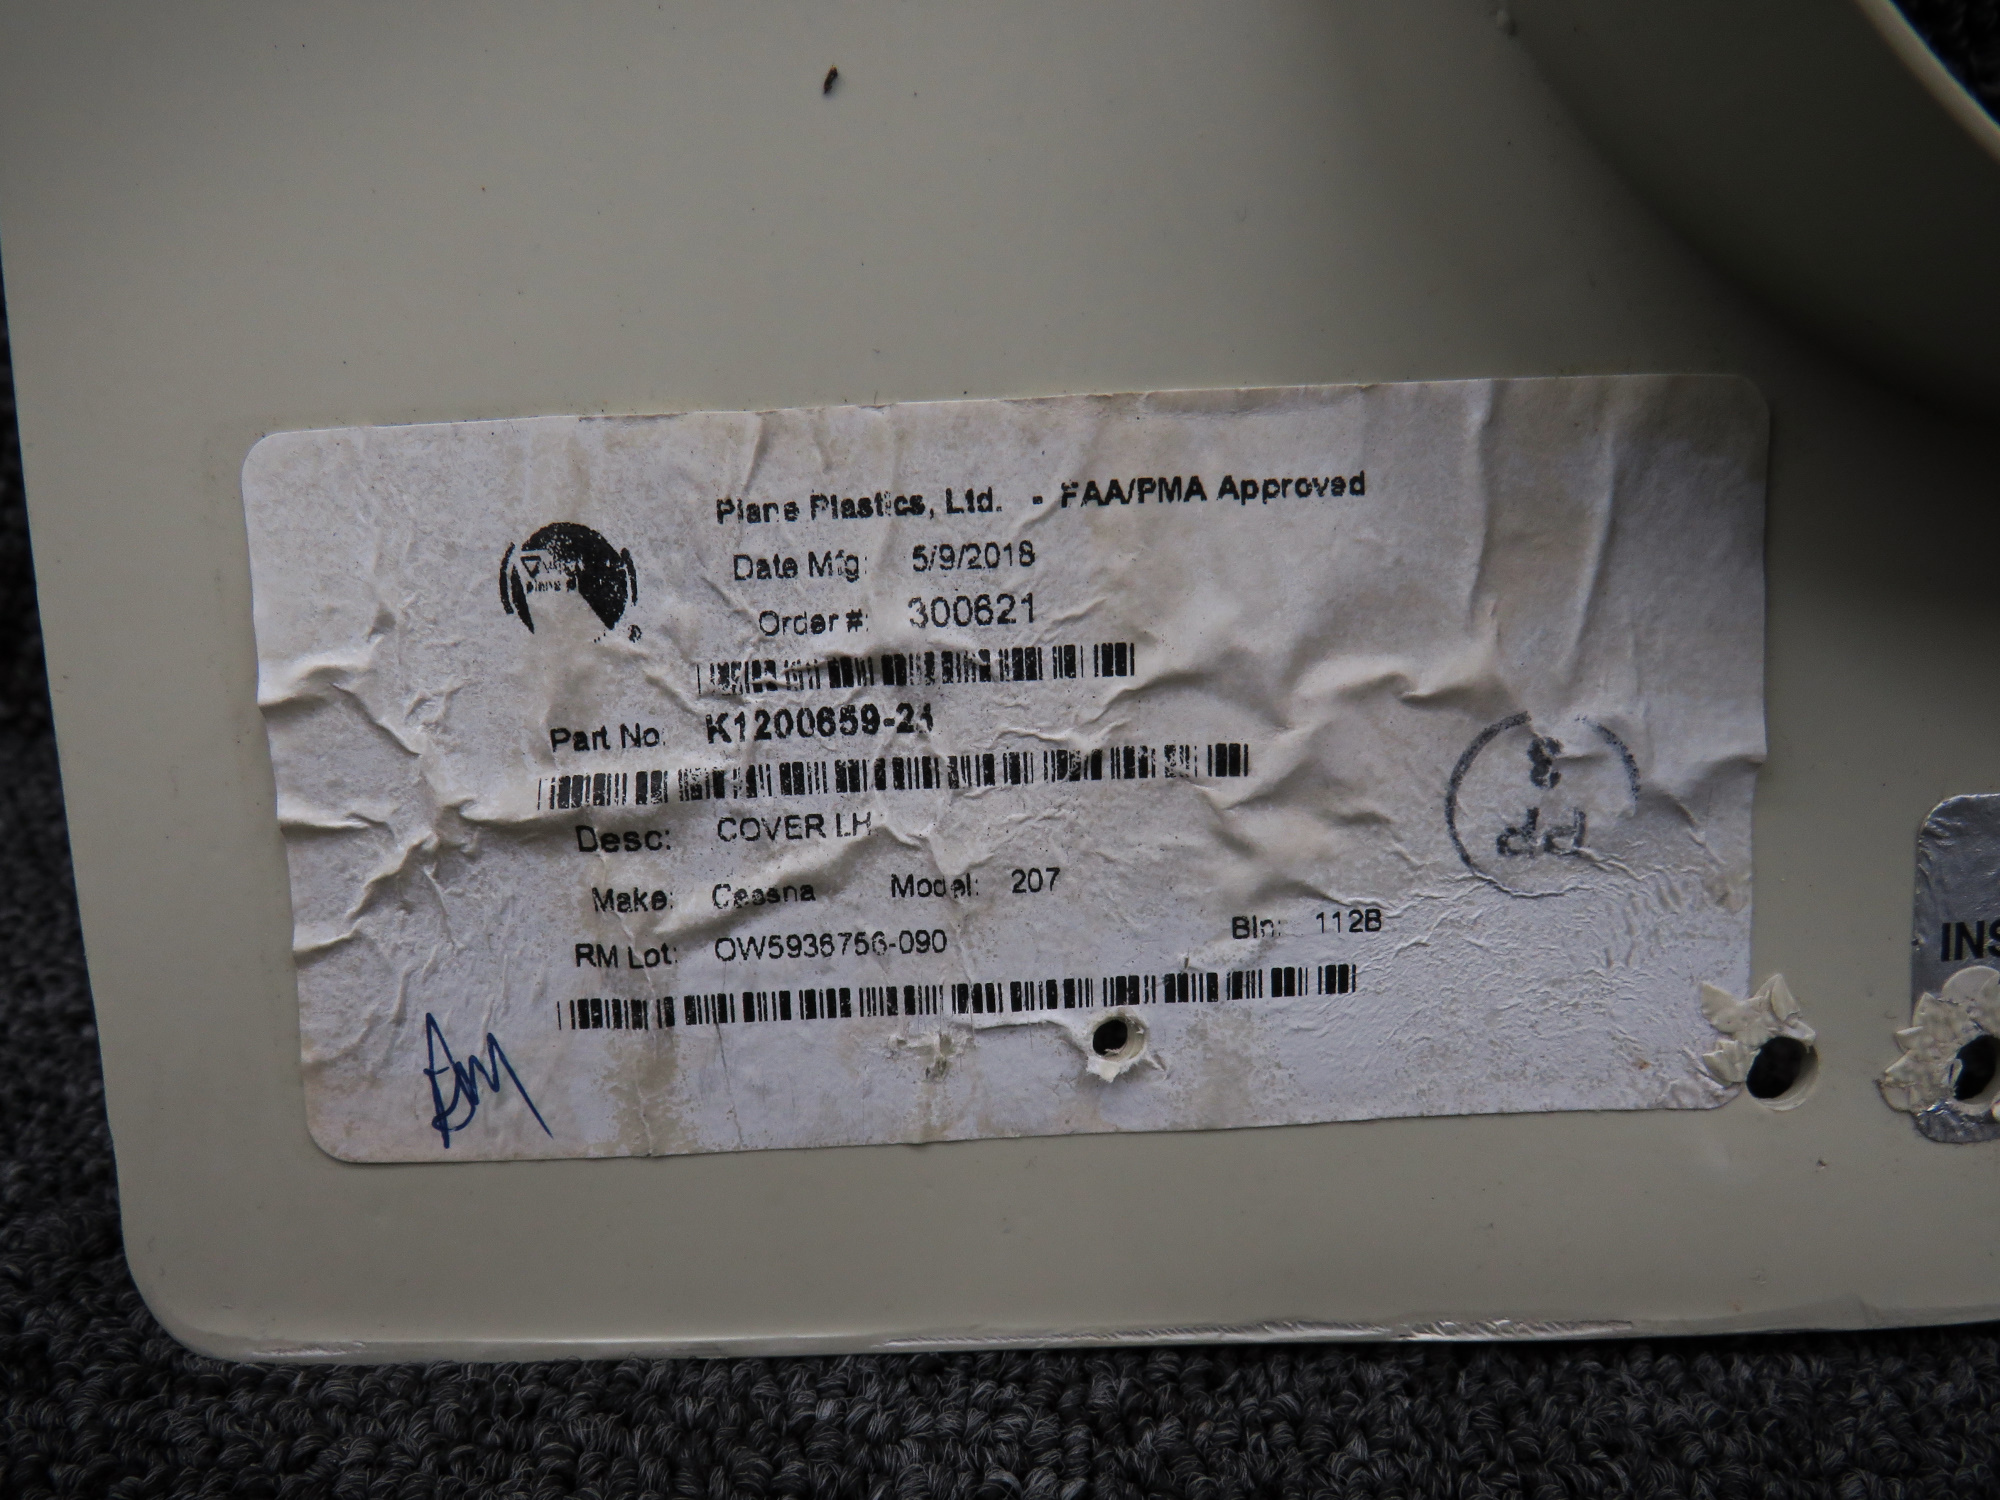 Plane Plastics, Ltd. - FAA/PMA Approved
Date Mfg: 5/9/2018
Order #: 300621
Part No: K1200659-21
Desc: COVER LH
Make: Cessna Model: 207
RM Lot: OW5936756-090 Bin: 112B
8
pp
INS